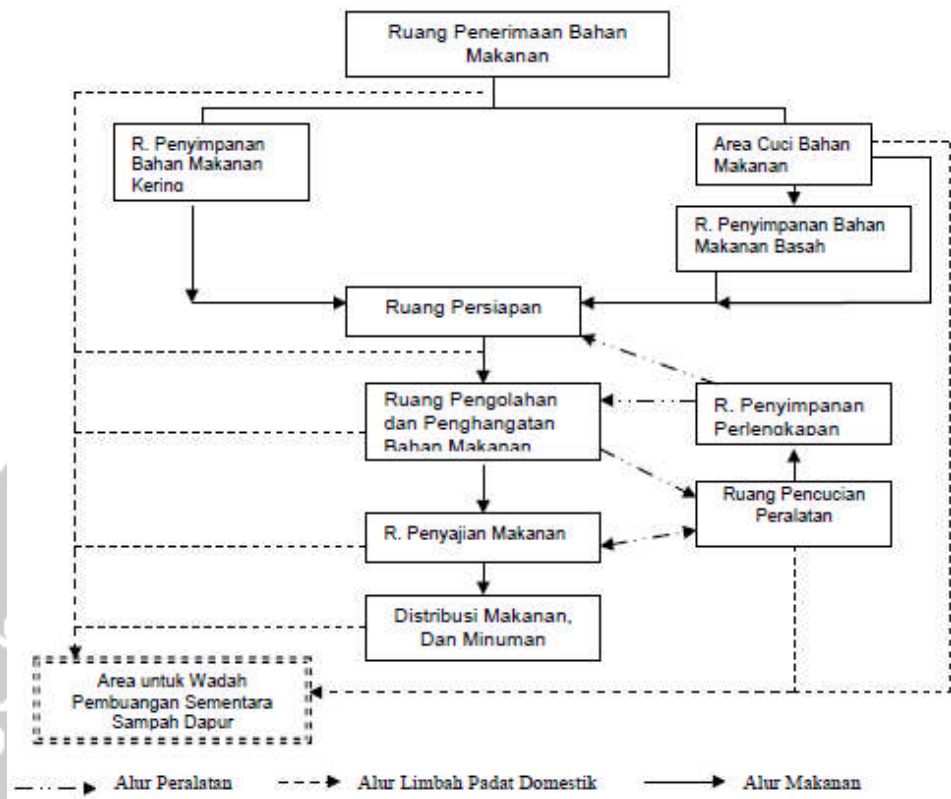 Ruang Penerimaan Bahan
Makanan
R. Penyimpanan
Bahan Makanan
Kering
Area Cuci Bahan
Makanan
R. Penyimpanan Bahan
Makanan Basah
Ruang Persiapan
Ruang Pengolahan
dan Penghangatan
Bahan Makanan
R. Penyimpanan
Perlengkapan
Ruang Pencucian
Peralatan
R. Penyajian Makanan
Distribusi Makanan,
Dan Minuman
Area untuk Wadah
Pembuangan Sementara
Sampah Dapur
Alur Peralatan
Alur Limbah Padat Domestik
Alur Makanan